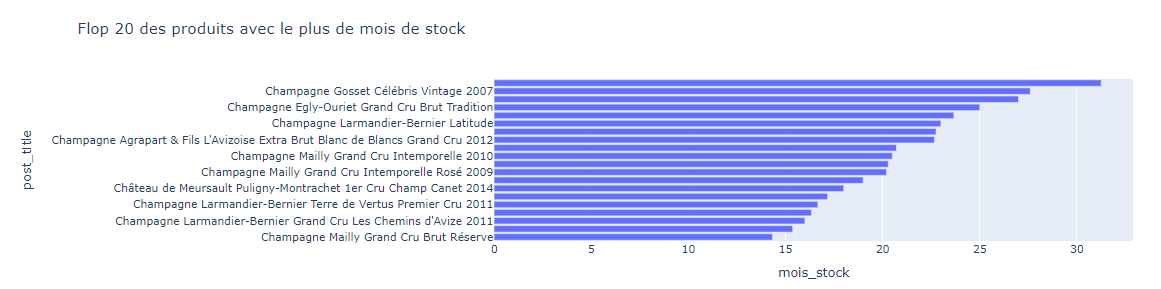 Flop 20 des produits avec le plus de mois de stock
Champagne Gosset Célébris Vintage 2007
Champagne Egly-Ouriet Grand Cru Brut Tradition
Champagne Larmandier-Bernier Latitude
Champagne Agrapart & Fils L'Avizoise Extra Brut Blanc de Blancs Grand Cru 2012
Champagne Mailly Grand Cru Intemporelle 2010
Champagne Mailly Grand Cru Intemporelle Rosé 2009
Château de Meursault Puligny-Montrachet 1er Cru Champ Canet 2014
Champagne Larmandier-Bernier Terre de Vertus Premier Cru 2011
Champagne Larmandier-Bernier Grand Cru Les Chemins d'Avize 2011
Champagne Mailly Grand Cru Brut Réserve
post_title
0 5 10 15 20 25 30
mois_stock